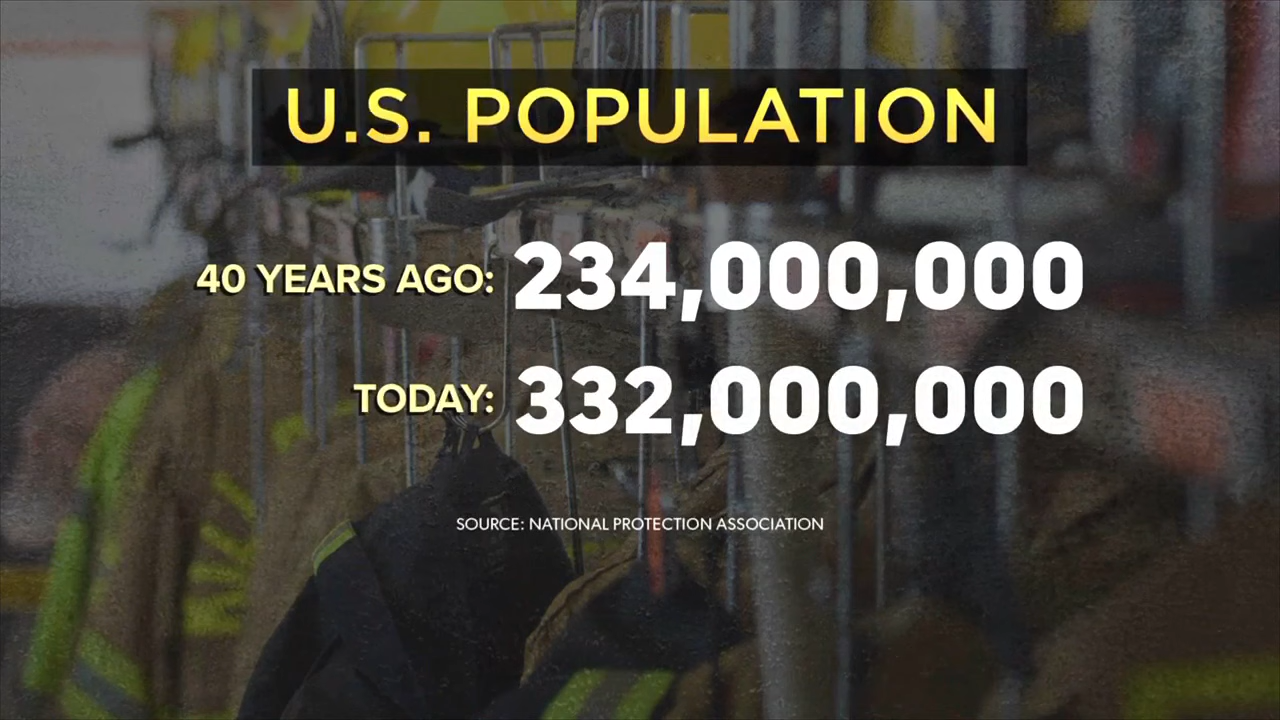 U.S. POPULATION
40 YEARS AGO: 234,000,000
TODAY: 332,000,000
SOURCE: NATIONAL PROTECTION ASSOCIATION